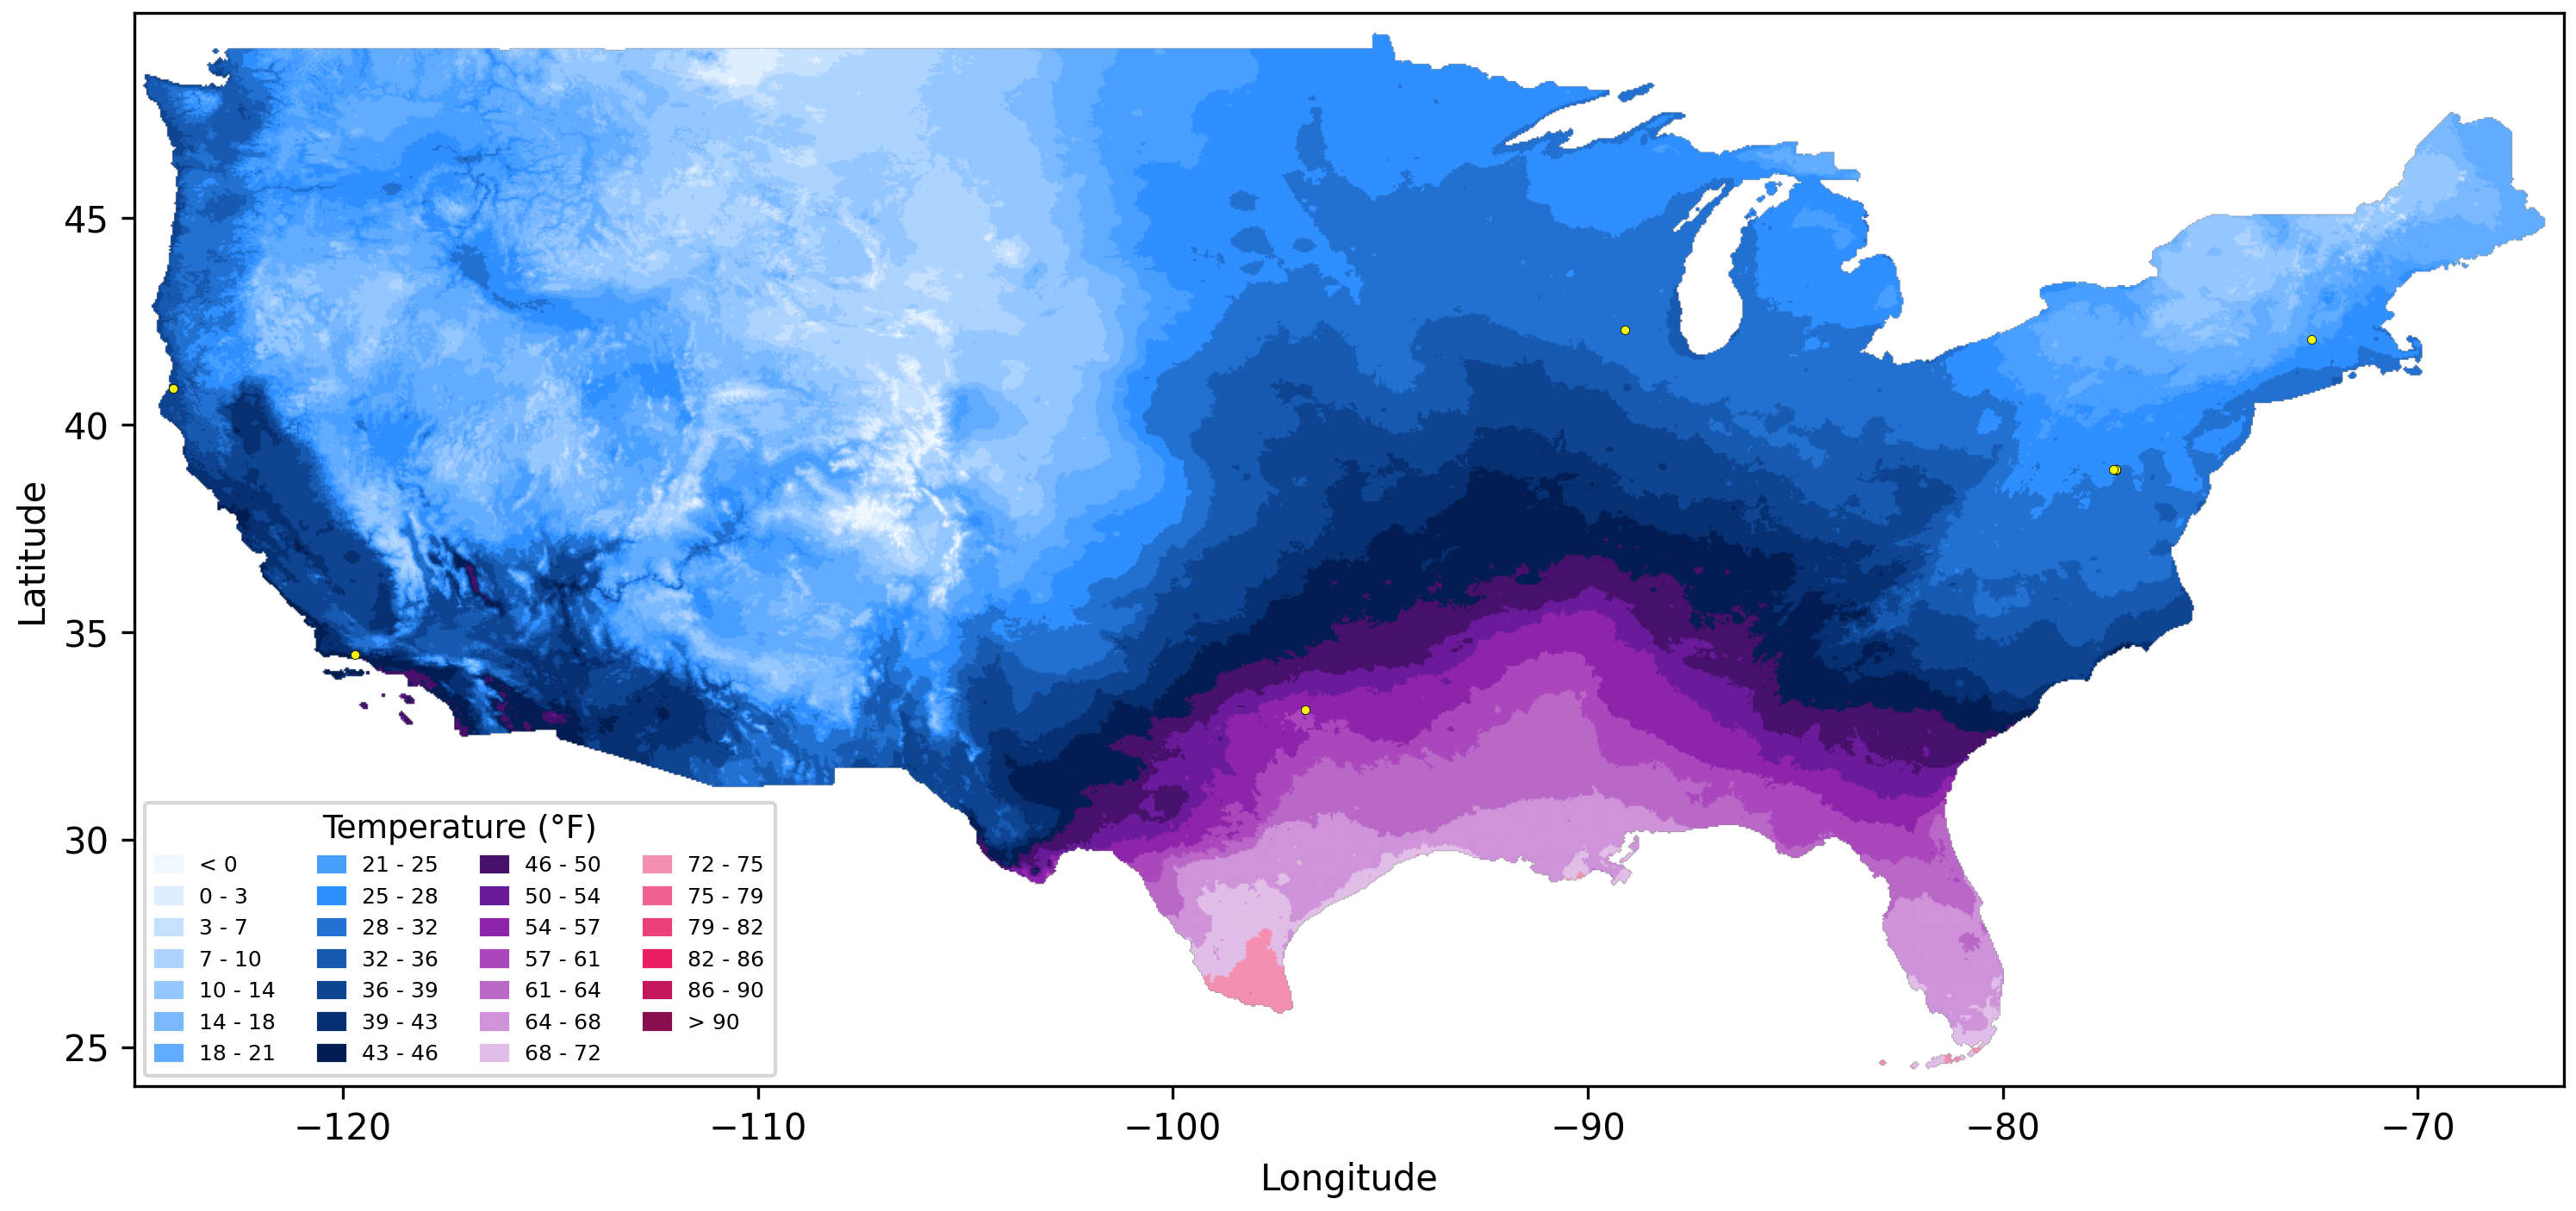 45
40
35
30
25
Latitude
Temperature (°F)
< 0
0 - 3
3 - 7
7 - 10
10 - 14
14 - 18
18 - 21
21 - 25
25 - 28
28 - 32
32 - 36
36 - 39
39 - 43
43 - 46
46 - 50
50 - 54
54 - 57
57 - 61
61 - 64
64 - 68
68 - 72
72 - 75
75 - 79
79 - 82
82 - 86
86 - 90
> 90
−120
−110
−100
−90
−80
−70
Longitude